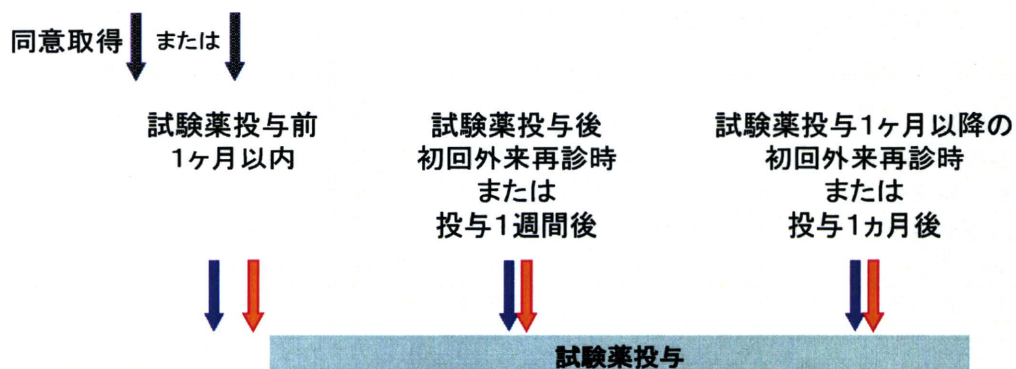 同意取得 または
試験薬投与前
1ヶ月以内
試験薬投与後
初回外来再診時
または
投与1週間後
試験薬投与1ヶ月以降の
初回外来再診時
または
投与1ヵ月後
試験薬投与